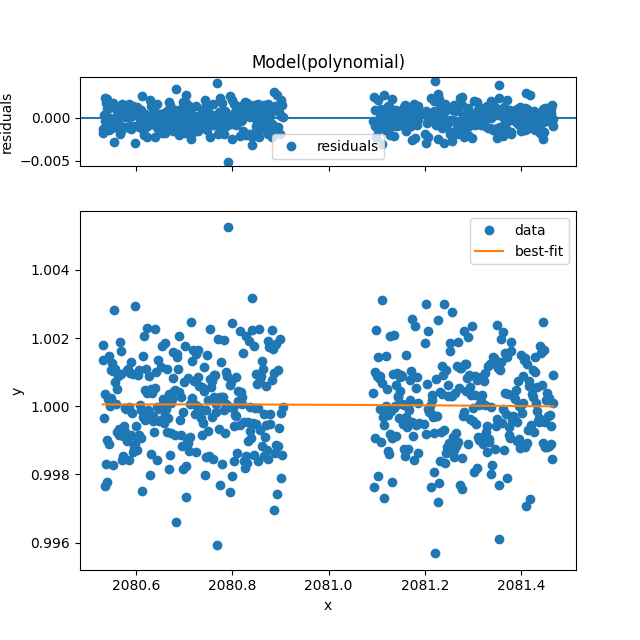 Model(polynomial)
residuals
0.000
−0.005
residuals
y
1.004
1.002
1.000
0.998
0.996
data
best-fit
2080.6
2080.8
2081.0
2081.2
2081.4
x